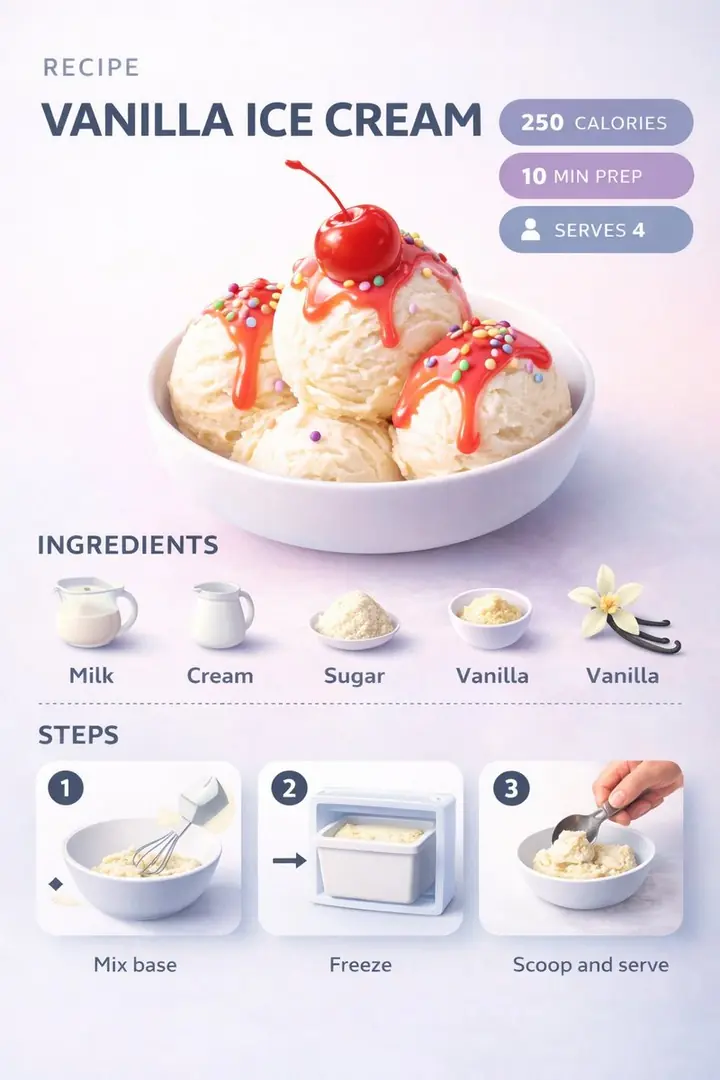 RECIPE
VANILLA ICE CREAM
250 CALORIES
10 MIN PREP
SERVES 4
INGREDIENTS
Milk
Cream
Sugar
Vanilla
Vanilla
STEPS
1
2
3
Mix base
Freeze
Scoop and serve